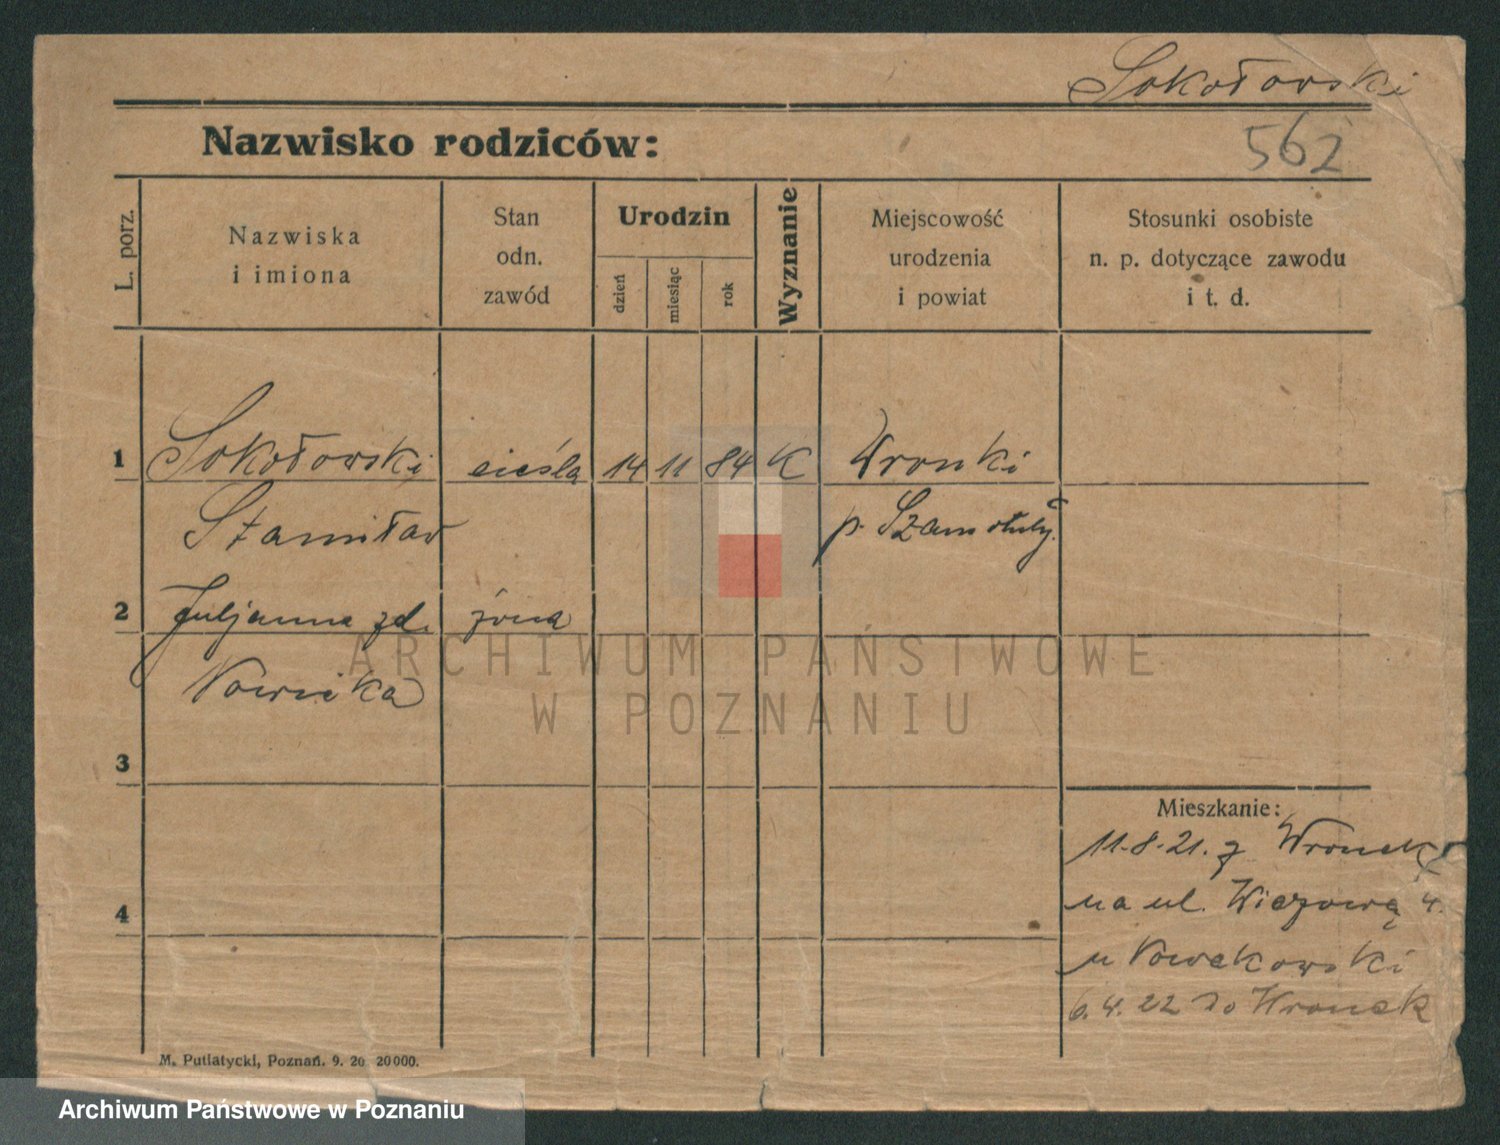 Sokołowski
Nazwisko rodziców:
562
L. porz.
Nazwiska
i imiona
Stan
odn.
zawód
Urodzin
dzień
miesiąc
rok
Wyznanie
Miejscowość
urodzenia
i powiat
Stosunki osobiste
n. p. dotyczące zawodu
i t. d.
1 Sokołowski cieśla 14 11 84 K Wronki
Stanisław p. Szamotuły
2 Juljanna zd. żona
Nowicka
3
4
Mieszkanie:
11.8.21. z Wronek
na ul. Wiezową 4.
u Nowakowski
6.4.22 do Wronek
M. Putiatycki, Poznań. 9. 20 20000.
ARCHIWUM PAŃSTWOWE
W POZNANIU
Archiwum Państwowe w Poznaniu